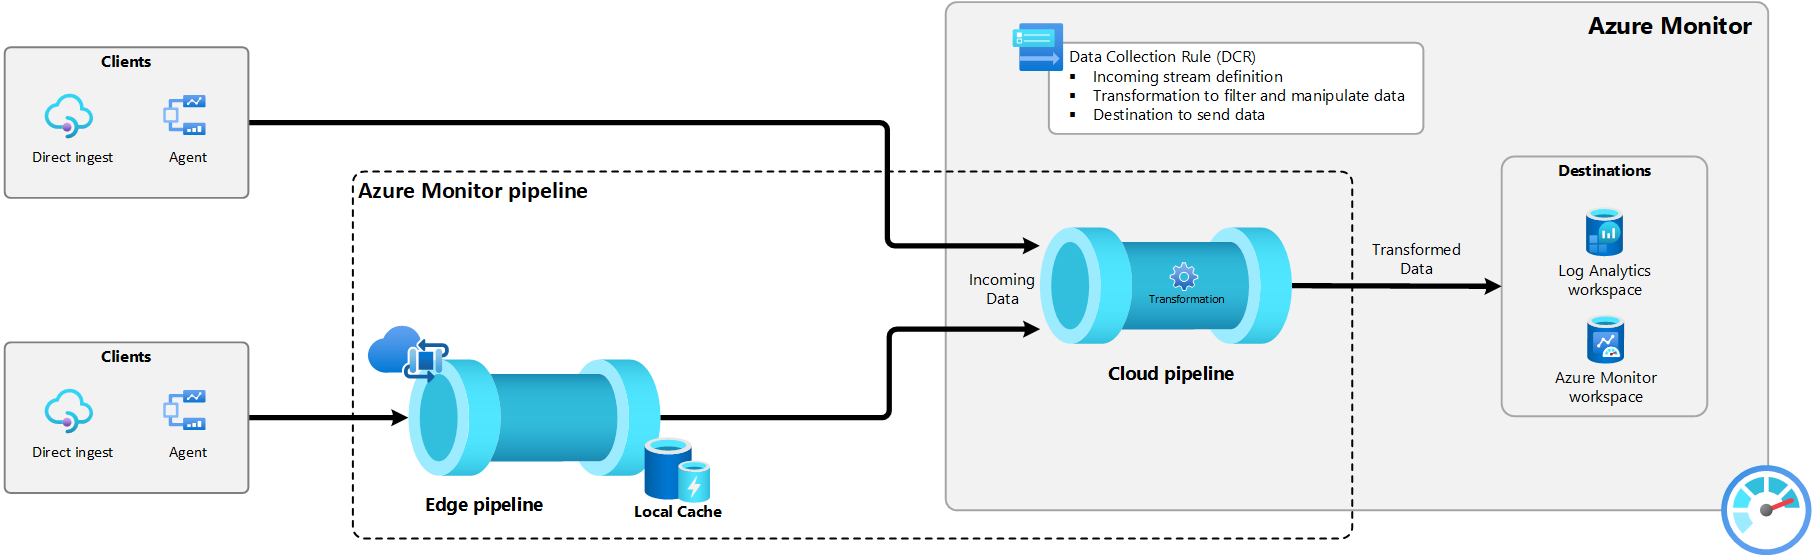 Azure Monitor
Clients
Direct ingest
Agent
Data Collection Rule (DCR)
▪ Incoming stream definition
▪ Transformation to filter and manipulate data
▪ Destination to send data
Azure Monitor pipeline
Destinations
Log Analytics
workspace
Azure Monitor
workspace
Transformed
Data
Incoming
Data
Transformation
Cloud pipeline
Clients
Direct ingest
Agent
Edge pipeline
Local Cache